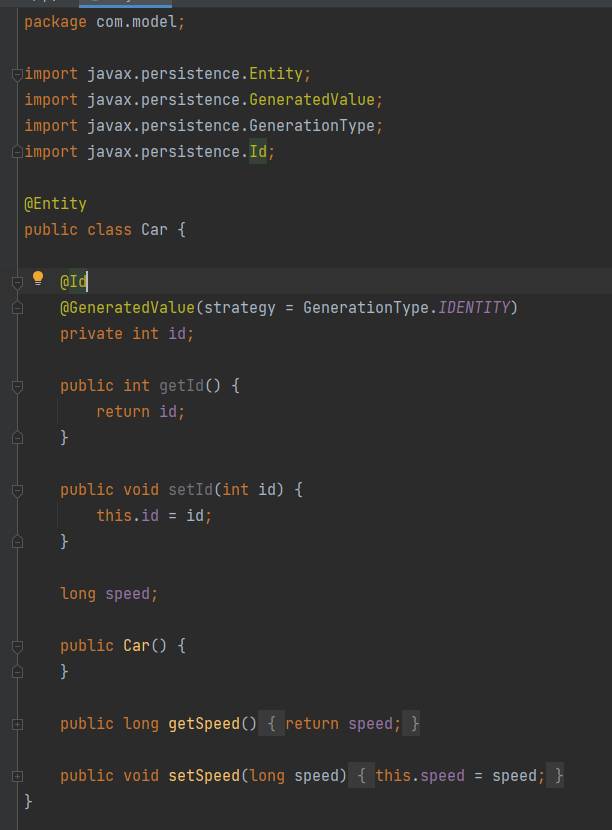 package com.model;
import javax.persistence.Entity;
import javax.persistence.GeneratedValue;
import javax.persistence.GenerationType;
import javax.persistence.Id;
@Entity
public class Car {
@Id
@GeneratedValue(strategy = GenerationType.IDENTITY)
private int id;
public int getId() {
return id;
}
public void setId(int id) {
this.id = id;
}
long speed;
public Car() {
}
public long getSpeed() { return speed; }
public void setSpeed(long speed) { this.speed = speed; }
}